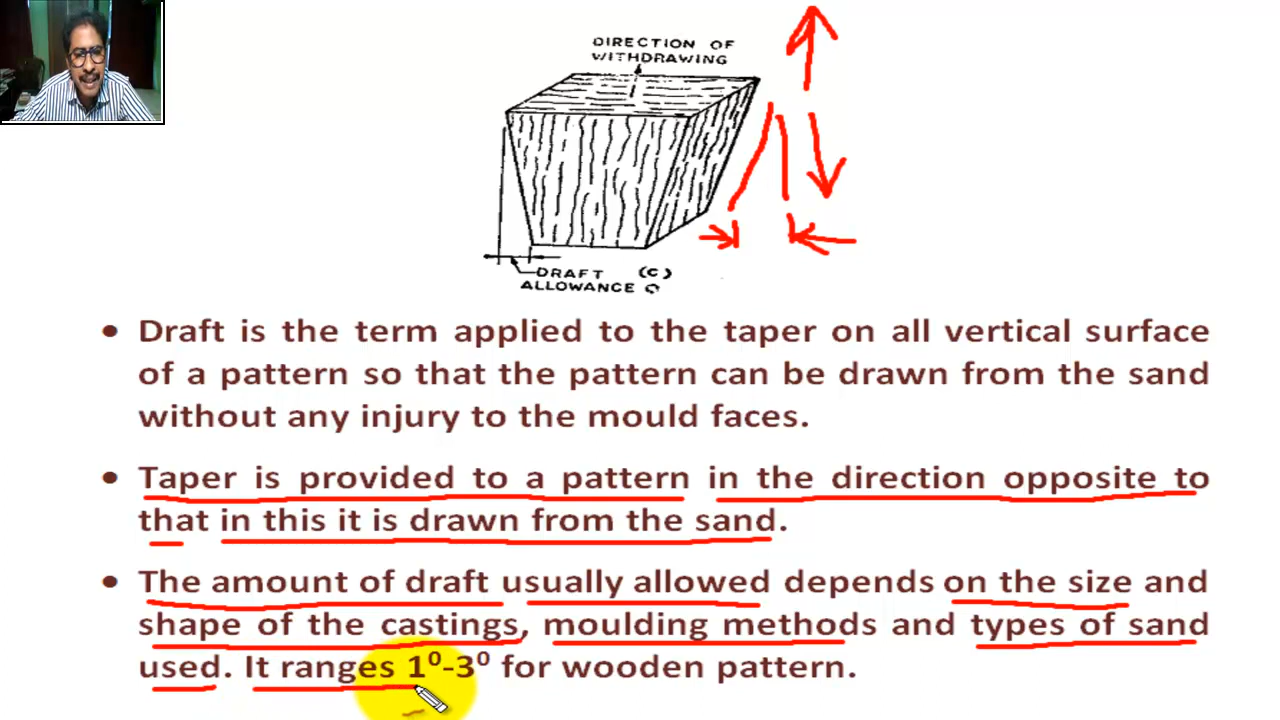 DIRECTION OF
WITHDRAWING
DRAFT (C)
ALLOWANCE
• Draft is the term applied to the taper on all vertical surface
of a pattern so that the pattern can be drawn from the sand
without any injury to the mould faces.
• Taper is provided to a pattern in the direction opposite to
that in this it is drawn from the sand.
• The amount of draft usually allowed depends on the size and
shape of the castings, moulding methods and types of sand
used. It ranges 1⁰-3⁰ for wooden pattern.